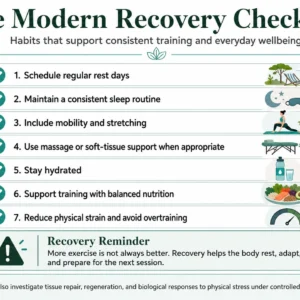 Modern Recovery Check
Habits that support consistent training and everyday wellbeing
1. Schedule regular rest days
2. Maintain a consistent sleep routine
3. Include mobility and stretching
4. Use massage or soft-tissue support when appropriate
5. Stay hydrated
6. Support training with balanced nutrition
7. Reduce physical strain and avoid overtraining
Recovery Reminder
More exercise is not always better. Recovery helps the body rest, adapt,
and prepare for the next session.
also investigate tissue repair, regeneration, and biological responses to physical stress under controlled